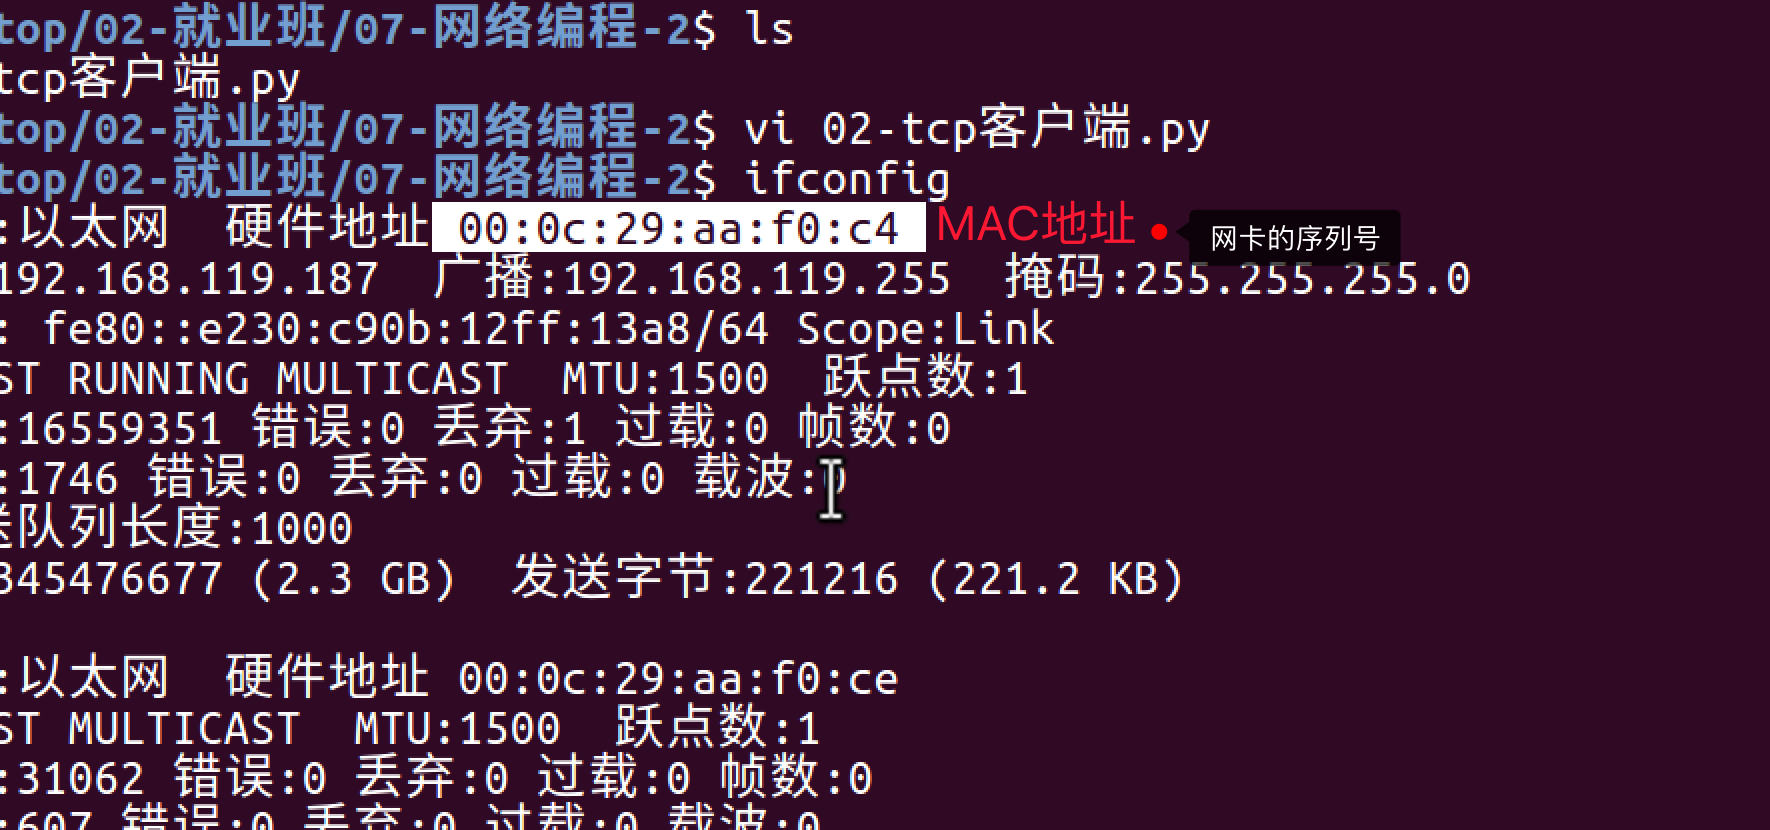 top/02-就业班/07-网络编程-2$ ls
tcp客户端.py
top/02-就业班/07-网络编程-2$ vi 02-tcp客户端.py
top/02-就业班/07-网络编程-2$ ifconfig
:以太网  硬件地址 00:0c:29:aa:f0:c4 MAC地址 网卡的序列号
192.168.119.187  广播:192.168.119.255  掩码:255.255.255.0
: fe80::e230:c90b:12ff:13a8/64 Scope:Link
ST RUNNING MULTICAST  MTU:1500  跃点数:1
:16559351 错误:0 丢弃:1 过载:0 帧数:0
:1746 错误:0 丢弃:0 过载:0 载波:0
送队列长度:1000
345476677 (2.3 GB)  发送字节:221216 (221.2 KB)
:以太网  硬件地址 00:0c:29:aa:f0:ce
ST MULTICAST  MTU:1500  跃点数:1
:31062 错误:0 丢弃:0 过载:0 帧数:0
:607 错误:0 丢弃:0 过载:0 载波:0